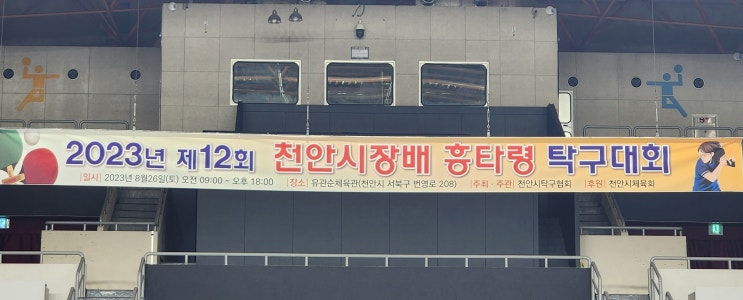 2023년 제12회 천안시장배 흥타령 탁구대회
|일시| 2023년 8월26일(토) 오전 09:00 ~ 오후 18:00 |장소| 유관순체육관(천안시 서북구 번영로 208) |주최·주관| 천안시탁구협회 |후원| 천안시체육회